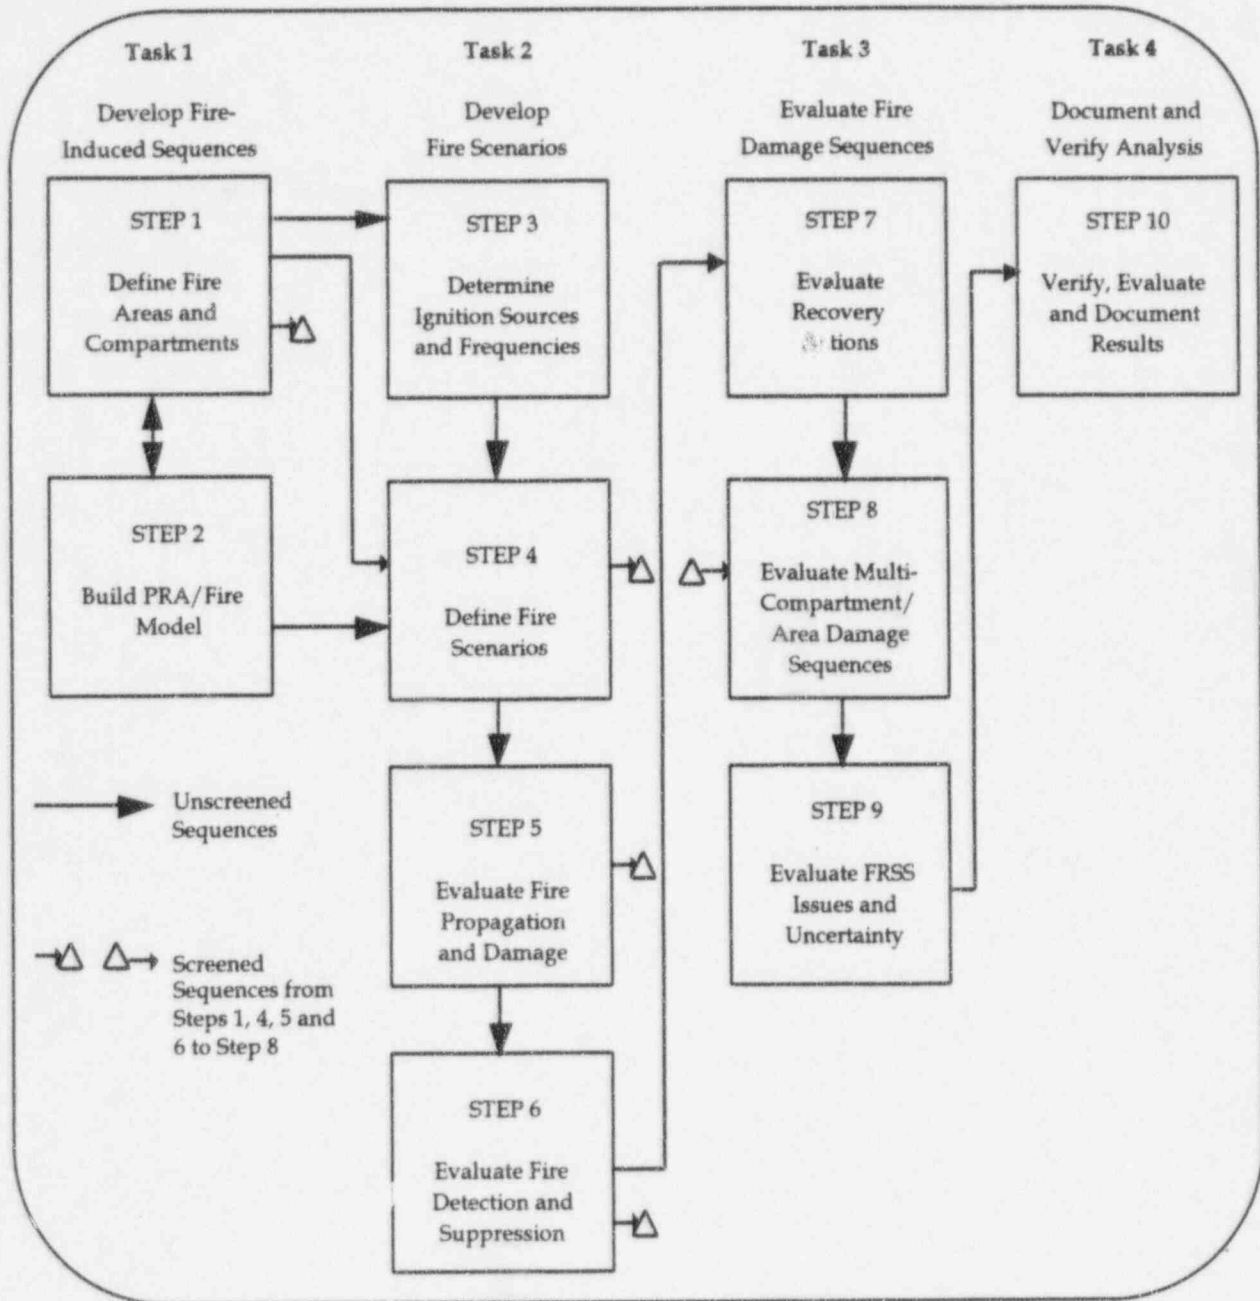 Task 1
Develop Fire-
Induced Sequences
STEP 1
Define Fire
Areas and
Compartments
STEP 2
Build PRA/Fire
Model
Unscreened
Sequences
Screened
Sequences from
Steps 1, 4, 5 and
6 to Step 8
Task 2
Develop
Fire Scenarios
STEP 3
Determine
Ignition Sources
and Frequencies
STEP 4
Define Fire
Scenarios
STEP 5
Evaluate Fire
Propagation
and Damage
STEP 6
Evaluate Fire
Detection and
Suppression
Task 3
Evaluate Fire
Damage Sequences
STEP 7
Evaluate
Recovery
STEP 8
Evaluate Multi-
Compartment/
Area Damage
Sequences
STEP 9
Evaluate FRSS
Issues and
Uncertainty
Task 4
Document and
Verify Analysis
STEP 10
Verify, Evaluate
and Document
Results